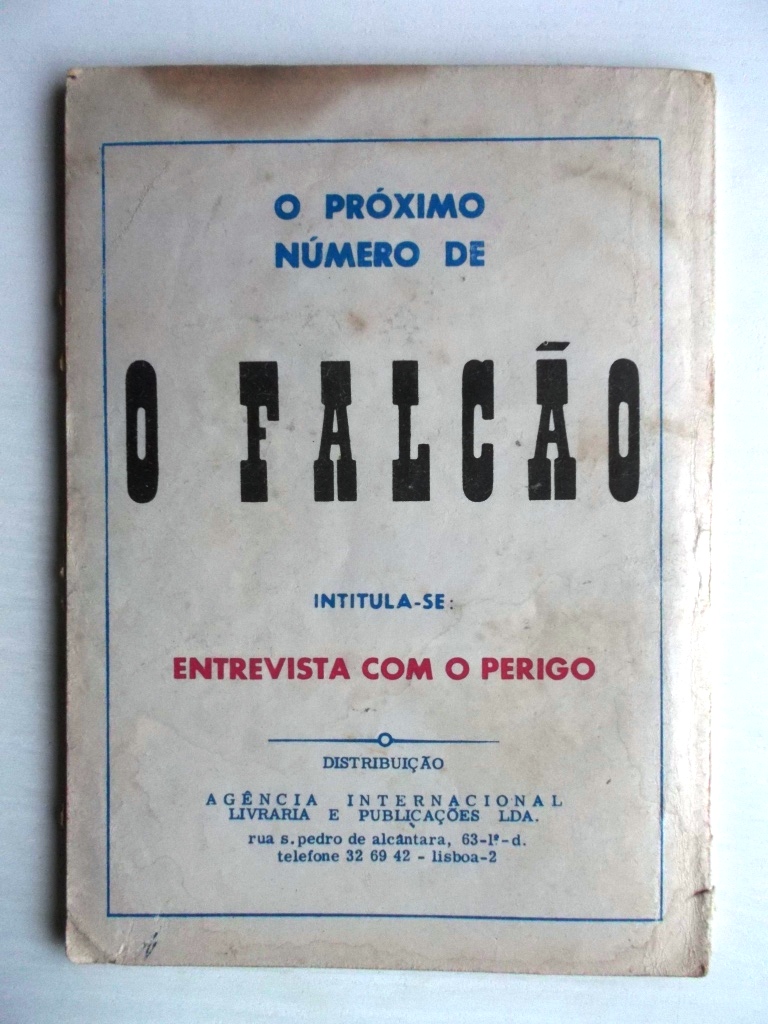 O PRÓXIMO
NÚMERO DE
O FALCÃO
INTITULA-SE:
ENTREVISTA COM O PERIGO
DISTRIBUIÇÃO
AGÊNCIA INTERNACIONAL
LIVRARIA E PUBLICAÇÕES LDA.
rua s. pedro de alcântara, 63-1º-d.
telefone 32 69 42 - lisboa-2